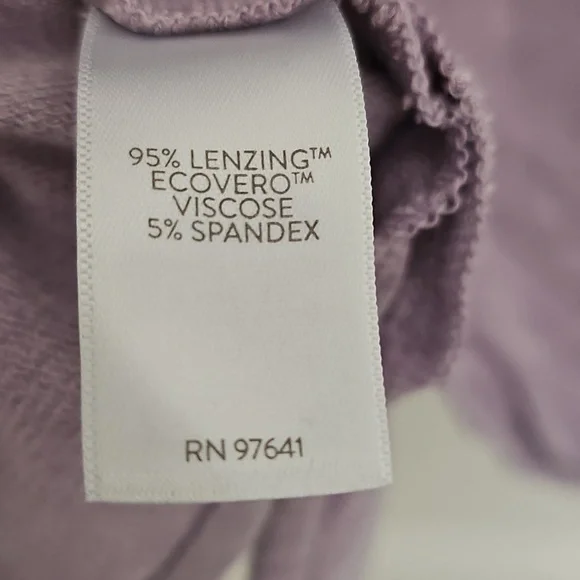 95% LENZING™
ECOVERO™
VISCOSE
5% SPANDEX
RN 97641